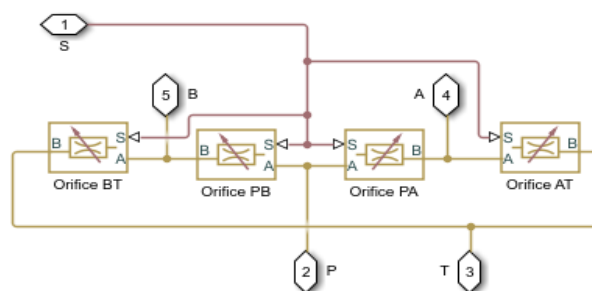 1
S
5 B
A 4
B S A
Orifice BT
B S A
Orifice PB
S A B
Orifice PA
S A B
Orifice AT
2 P
T 3